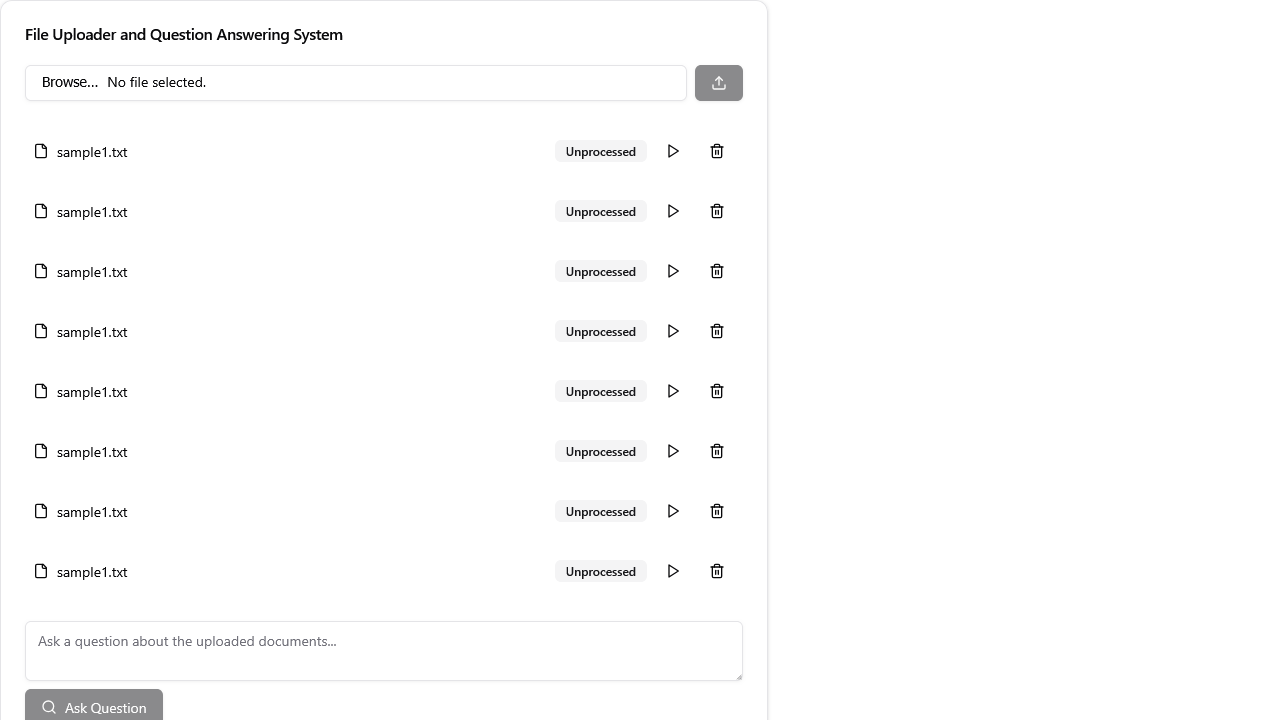 File Uploader and Question Answering System
Browse... No file selected.
sample1.txt Unprocessed
sample1.txt Unprocessed
sample1.txt Unprocessed
sample1.txt Unprocessed
sample1.txt Unprocessed
sample1.txt Unprocessed
sample1.txt Unprocessed
sample1.txt Unprocessed
Ask a question about the uploaded documents...
Ask Question